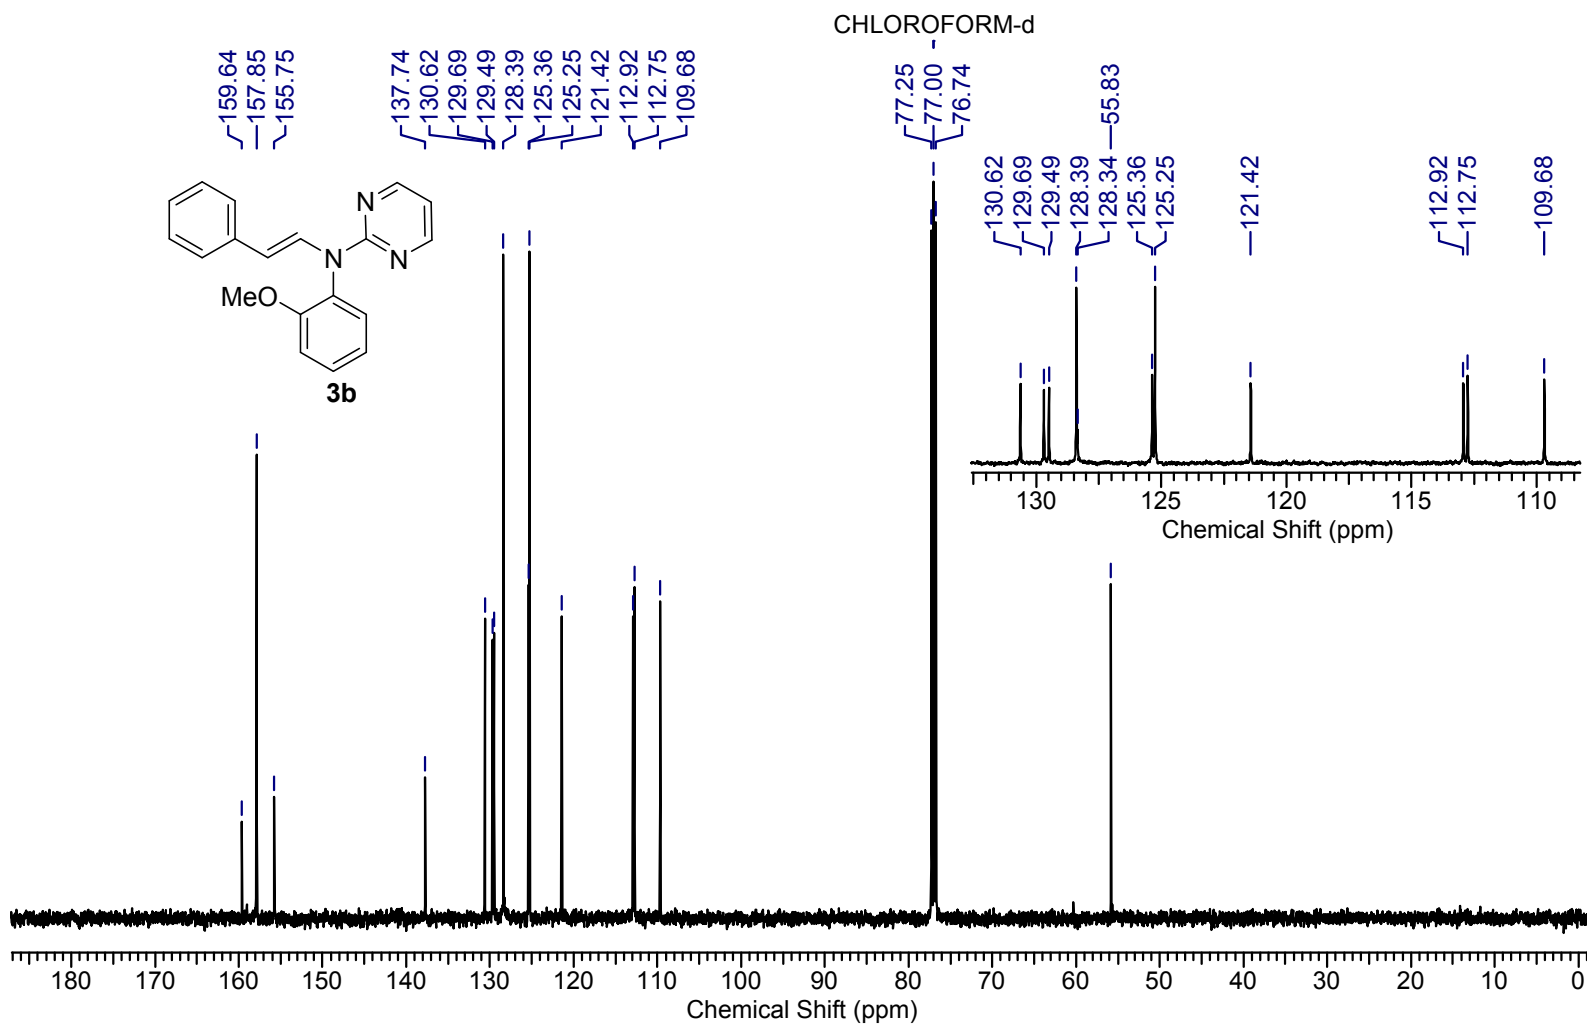 CHLOROFORM-d
159.64
157.85
155.75
137.74
130.62
129.69
129.49
128.39
125.36
125.25
121.42
112.92
112.75
109.68
77.25
77.00
76.74
55.83
130.62
129.69
129.49
128.39
128.34
125.36
125.25
121.42
112.92
112.75
109.68
N
N
N
MeO
3b
130 125 120 115 110
Chemical Shift (ppm)
180 170 160 150 140 130 120 110 100 90 80 70 60 50 40 30 20 10 0
Chemical Shift (ppm)